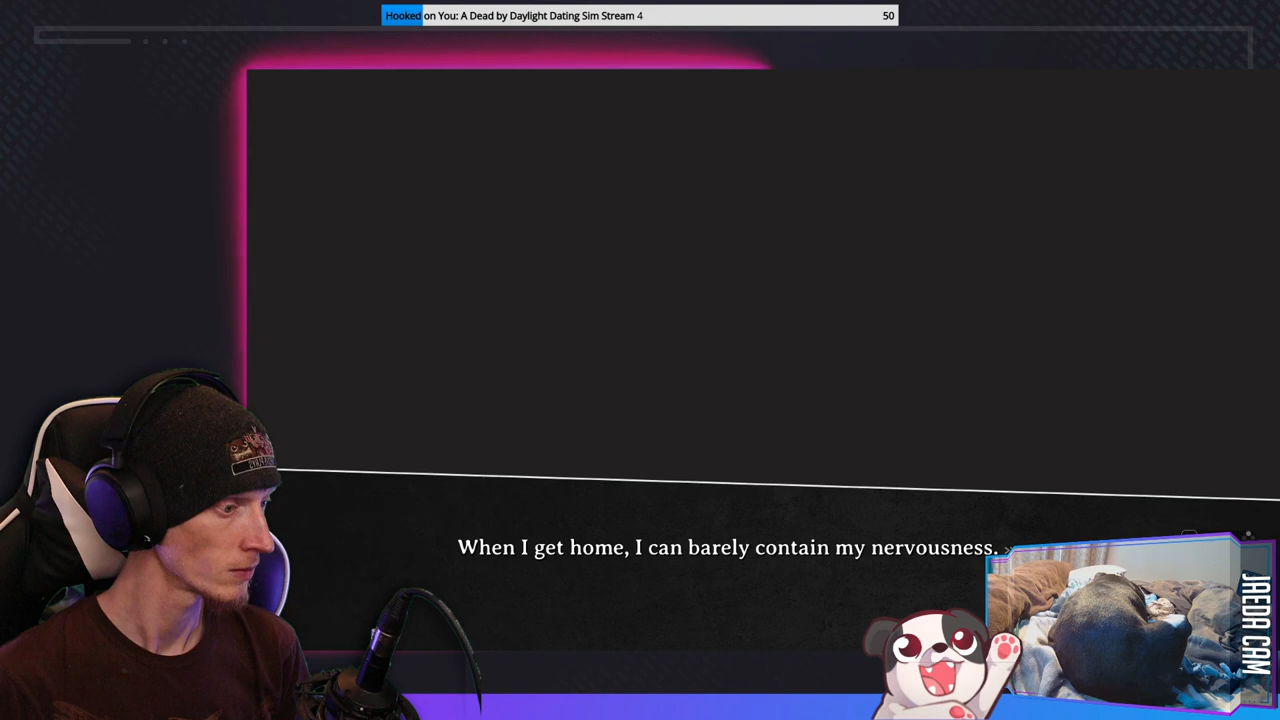 Hooked on You: A Dead by Daylight Dating Sim Stream 4
50
When I get home, I can barely contain my nervousness.
JAEDA CAM